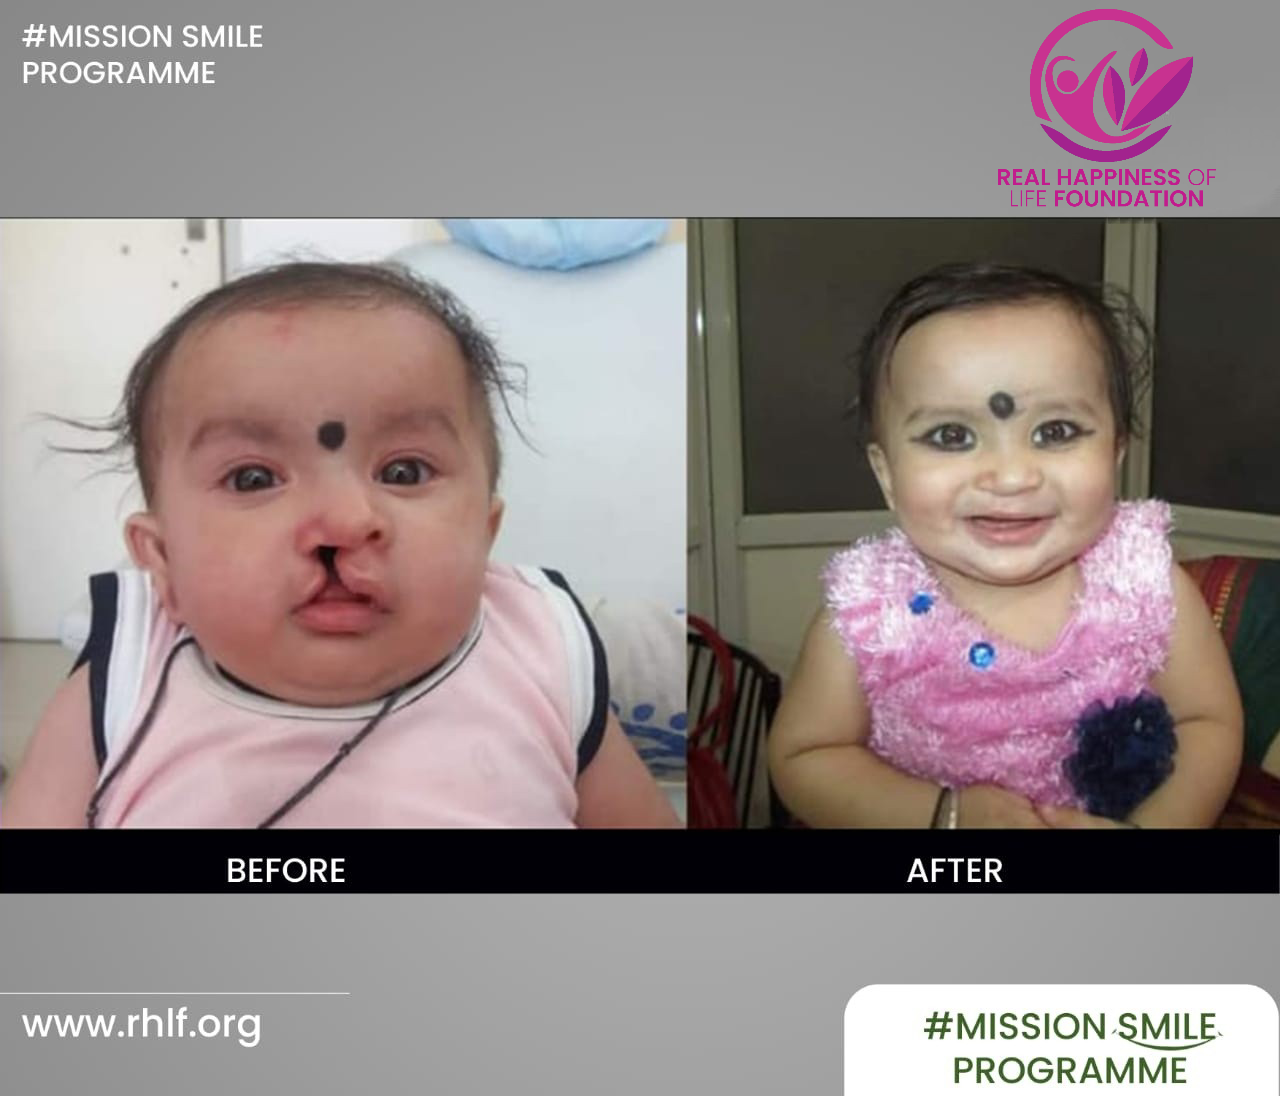 #MISSION SMILE
PROGRAMME
REAL HAPPINESS OF
LIFE FOUNDATION
BEFORE
AFTER
www.rhlf.org
#MISSION SMILE
PROGRAMME